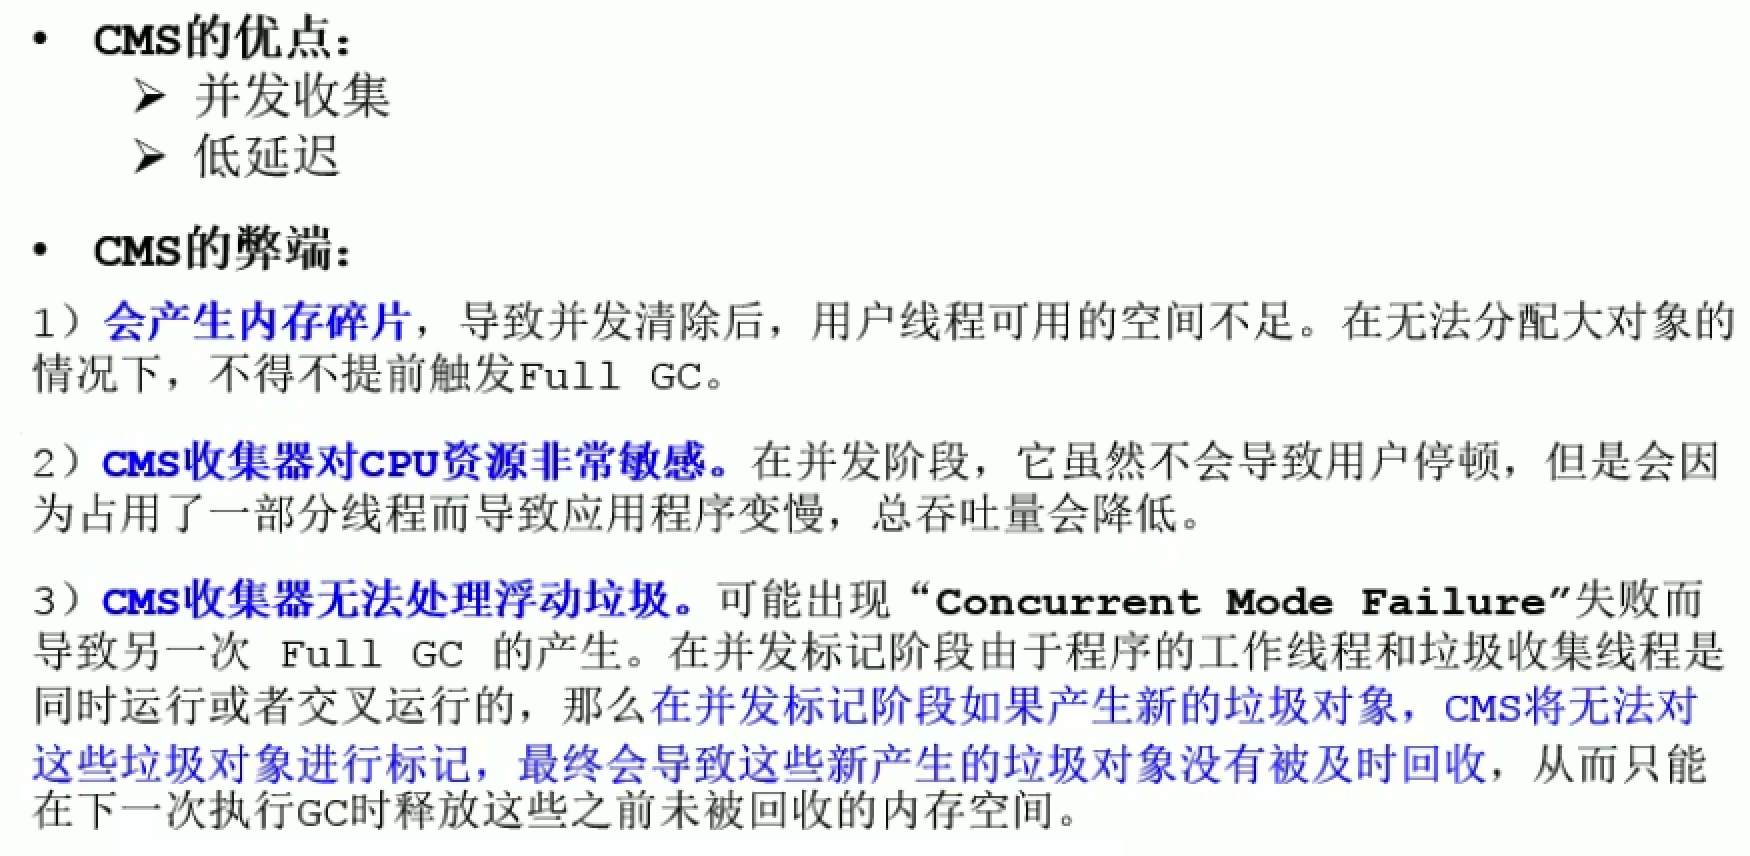 • CMS的优点：
➢ 并发收集
➢ 低延迟
• CMS的弊端：
1）会产生内存碎片，导致并发清除后，用户线程可用的空间不足。在无法分配大对象的
情况下，不得不提前触发Full GC。
2）CMS收集器对CPU资源非常敏感。在并发阶段，它虽然不会导致用户停顿，但是会因
为占用了一部分线程而导致应用程序变慢，总吞吐量会降低。
3）CMS收集器无法处理浮动垃圾。可能出现“Concurrent Mode Failure”失败而
导致另一次 Full GC 的产生。在并发标记阶段由于程序的工作线程和垃圾收集线程是
同时运行或者交叉运行的，那么在并发标记阶段如果产生新的垃圾对象，CMS将无法对
这些垃圾对象进行标记，最终会导致这些新产生的垃圾对象没有被及时回收，从而只能
在下一次执行GC时释放这些之前未被回收的内存空间。